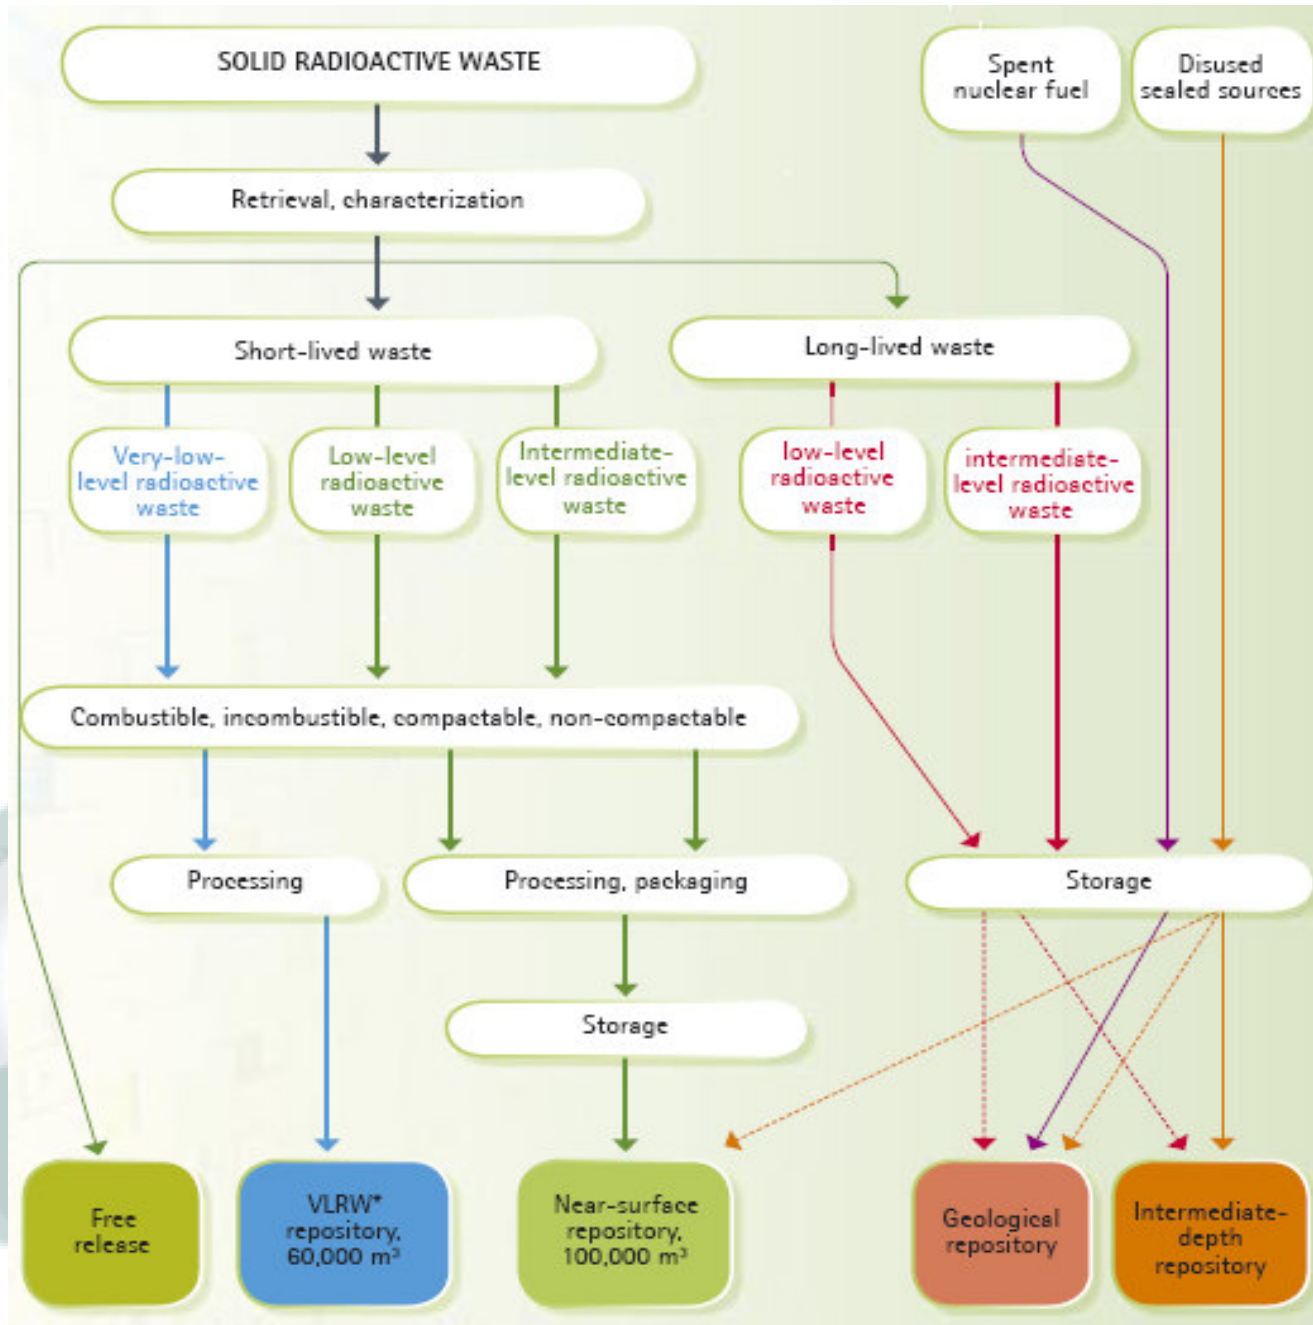 SOLID RADIOACTIVE WASTE
Spent
nuclear fuel
Disused
sealed sources
Retrieval, characterization
Short-lived waste
Long-lived waste
Very-low-
level radioactive
waste
Low-level
radioactive
waste
Intermediate-
level radioactive
waste
low-level
radioactive
waste
intermediate-
level radioactive
waste
Combustible, incombustible, compactable, non-compactable
Processing
Processing, packaging
Storage
Storage
Free
release
VLRW*
repository,
60,000 m³
Near-surface
repository,
100,000 m³
Geological
repository
Intermediate-
depth
repository